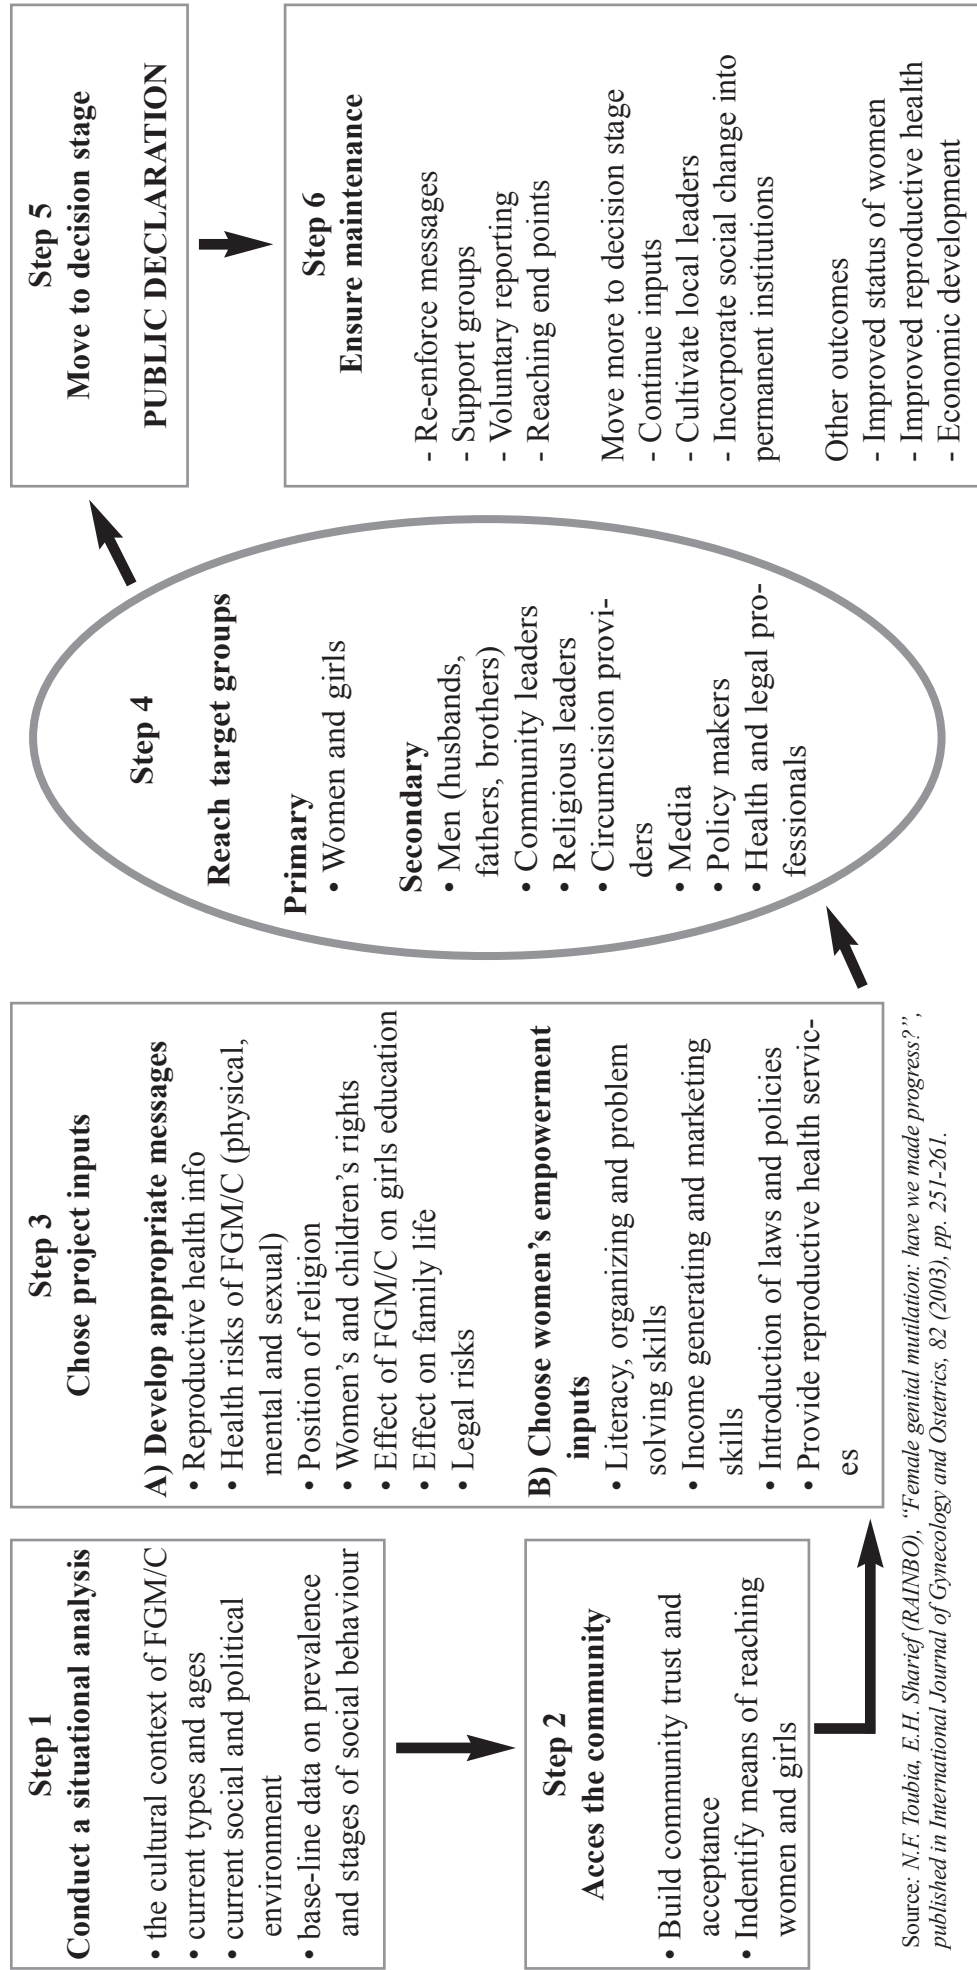 Step 1
Conduct a situational analysis
• the cultural context of FGM/C
• current types and ages
• current social and political
environment
• base-line data on prevalence
and stages of social behaviour
Step 2
Acces the community
• Build community trust and
acceptance
• Indentify means of reaching
women and girls
Step 3
Chose project inputs
A) Develop appropriate messages
• Reproductive health info
• Health risks of FGM/C (physical,
mental and sexual)
• Position of religion
• Women’s and children’s rights
• Effect of FGM/C on girls education
• Effect on family life
• Legal risks
B) Choose women’s empowerment
inputs
• Literacy, organizing and problem
solving skills
• Income generating and marketing
skills
• Introduction of laws and policies
• Provide reproductive health servic-
es
Step 4
Reach target groups
Primary
• Women and girls
Secondary
• Men (husbands,
fathers, brothers)
• Community leaders
• Religious leaders
• Circumcision provi-
ders
• Media
• Policy makers
• Health and legal pro-
fessionals
Step 5
Move to decision stage
PUBLIC DECLARATION
Step 6
Ensure maintenance
- Re-enforce messages
- Support groups
- Voluntary reporting
- Reaching end points
Move more to decision stage
- Continue inputs
- Cultivate local leaders
- Incorporate social change into
permanent institutions
Other outcomes
- Improved status of women
- Improved reproductive health
- Economic development
Source: N.F. Toubia, E.H. Sharief (RAINBO), “Female genital mutilation: have we made progress?”,
published in International Journal of Gynecology and Ostetrics, 82 (2003), pp. 251-261.